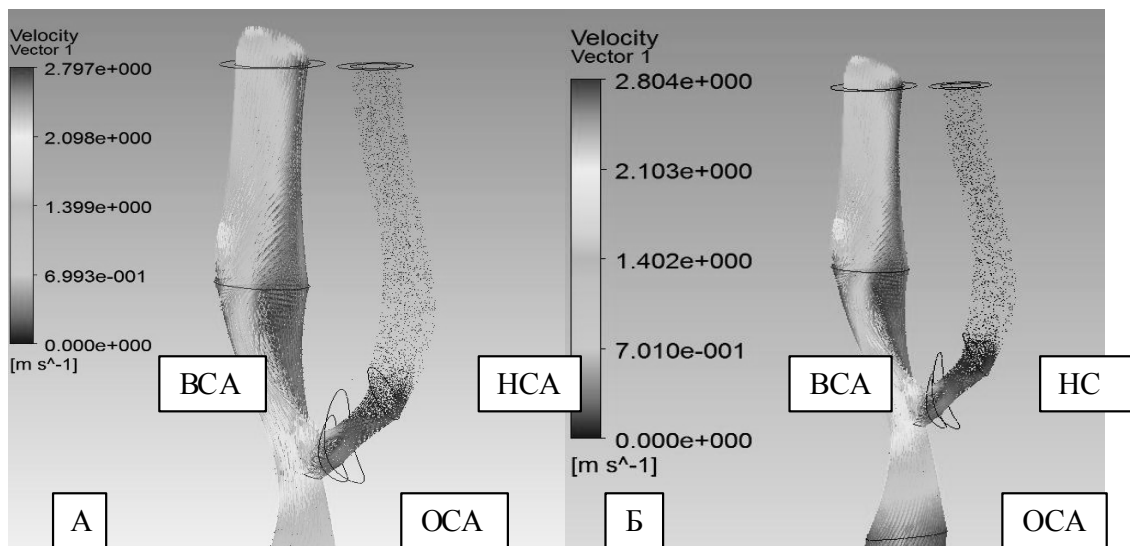 Velocity
Vector 1
2.797e+000
2.098e+000
1.399e+000
6.993e-001
0.000e+000
[m s^-1]
ВСА
НСА
А
ОСА
Velocity
Vector 1
2.804e+000
2.103e+000
1.402e+000
7.010e-001
0.000e+000
[m s^-1]
ВСА
НС
Б
ОСА